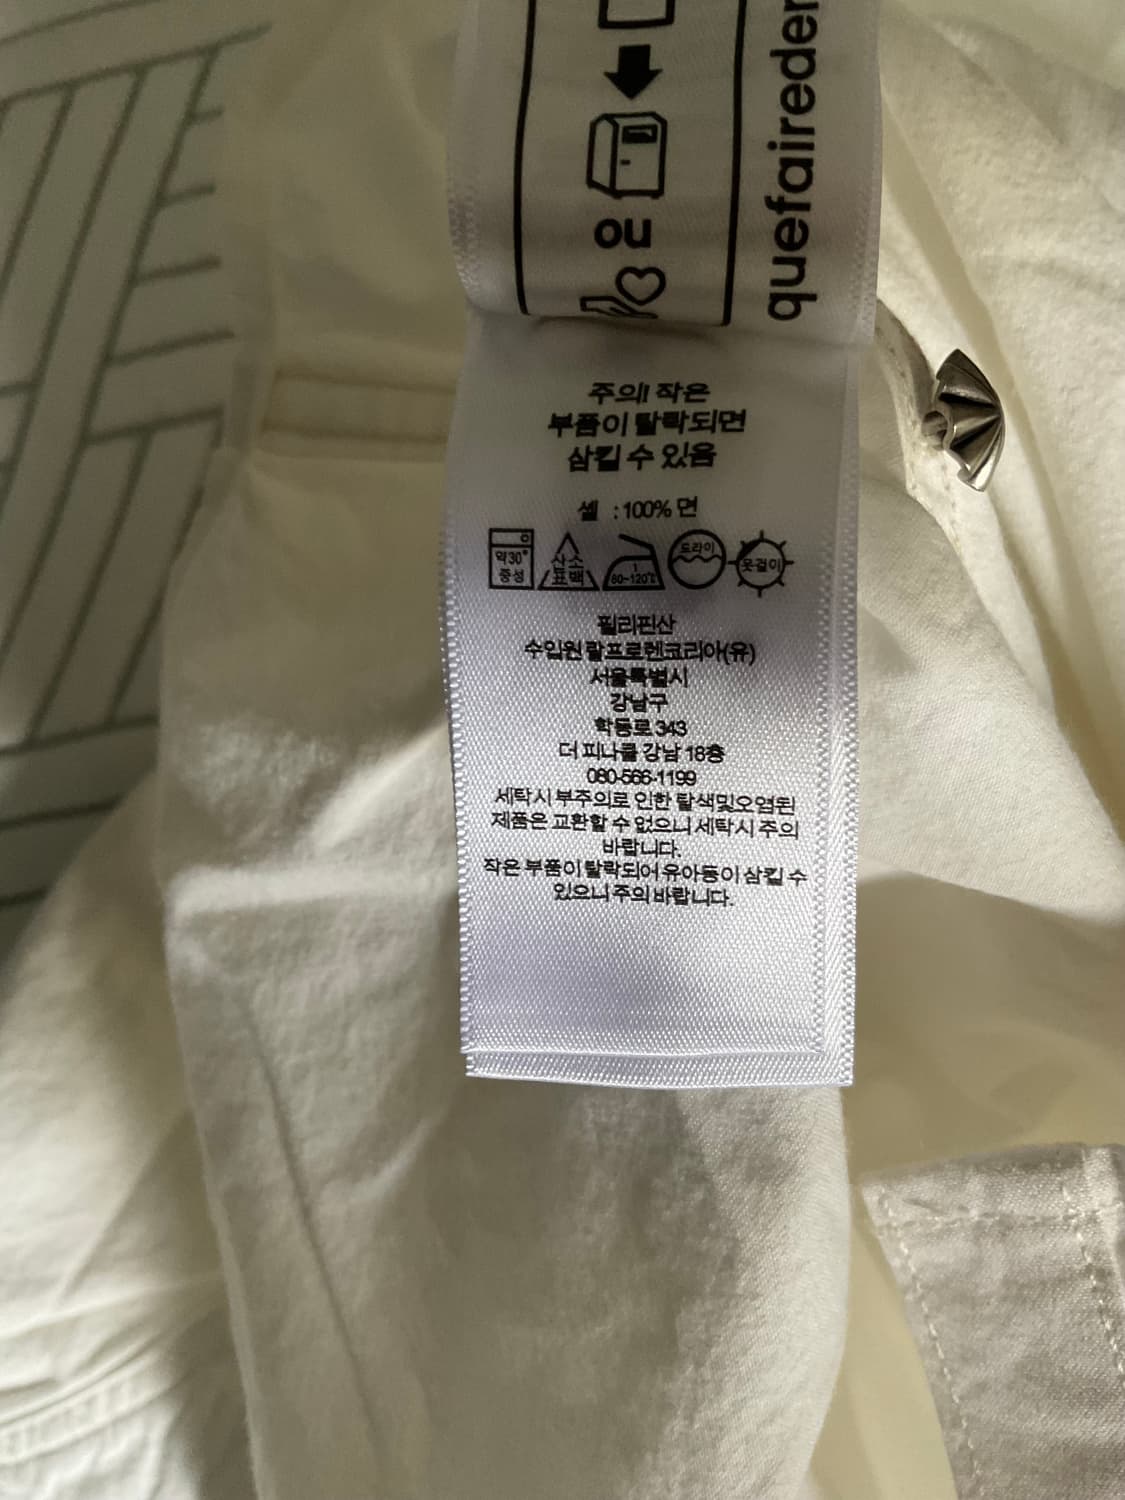 ou
quefaireder
주의! 작은
부품이 탈락되면
삼킬 수 있음
셀 : 100% 면
약30°
중성
산소
표백
1
80~120℃
드라이
옷걸이
필리핀산
수입원랄프로렌코리아(유)
서울특별시
강남구
학동로 343
더 피나클 강남 18층
080-566-1199
세탁시 부주의로 인한 탈색및오염된
제품은 교환할 수 없으니 세탁시 주의
바랍니다.
작은 부품이 탈락되어 유아동이 삼킬 수
있으니 주의 바랍니다.